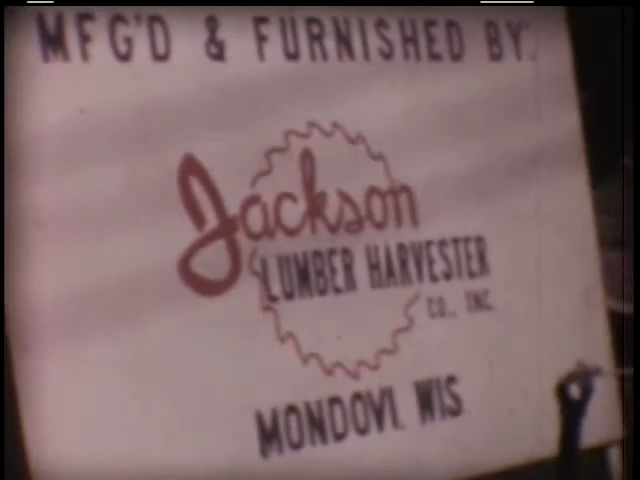 MFG'D & FURNISHED BY:
Jackson
LUMBER HARVESTER
CO., INC.
MONDOVI, WIS.